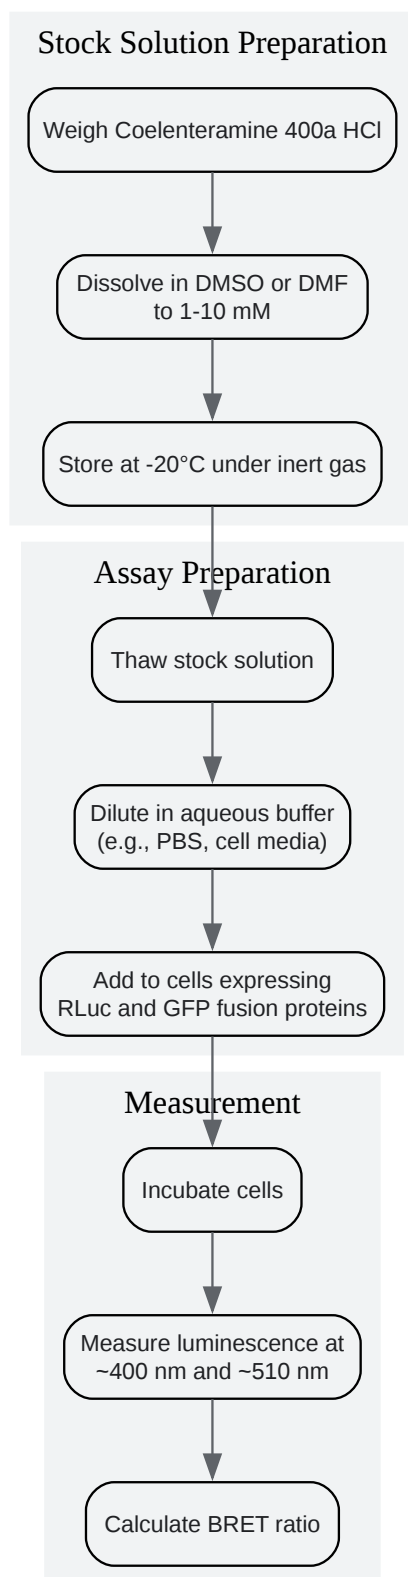 Stock Solution Preparation
Weigh Coelenteramine 400a HCl
Dissolve in DMSO or DMF
to 1-10 mM
Store at -20°C under inert gas
Assay Preparation
Thaw stock solution
Dilute in aqueous buffer
(e.g., PBS, cell media)
Add to cells expressing
RLuc and GFP fusion proteins
Measurement
Incubate cells
Measure luminescence at
~400 nm and ~510 nm
Calculate BRET ratio